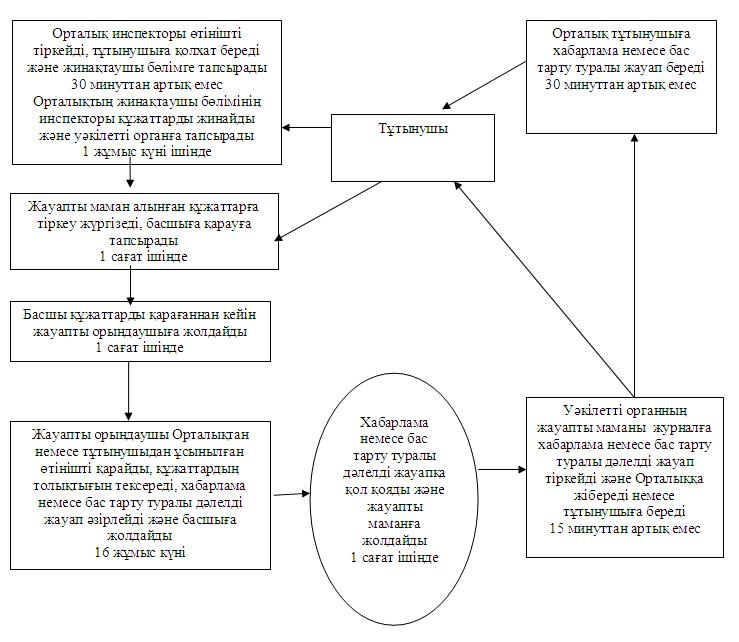 Орталық инспекторы өтінішті
тіркейді, тұтынушыға қолхат береді
және жинақтаушы бөлімге тапсырады
30 минуттан артық емес
Орталықтың жинақтаушы бөлімінің
инспекторы құжаттарды жинайды
және уәкілетті органға тапсырады
1 жұмыс күні ішінде
Тұтынушы
Орталық тұтынушыға
хабарлама немесе бас
тарту туралы жауап береді
30 минуттан артық емес
Жауапты маман алынған құжаттарға
тіркеу жүргізеді, басшыға қарауға
тапсырады
1 сағат ішінде
Басшы құжаттарды қарағаннан кейін
жауапты орындаушыға жолдайды
1 сағат ішінде
Жауапты орындаушы Орталықтан
немесе тұтынушыдан ұсынылған
өтінішті қарайды, құжаттардың
толықтығын тексереді, хабарлама
немесе бас тарту туралы дәлелді
жауап әзірлейді және басшыға
жолдайды
16 жұмыс күні
Хабарлама
немесе бас
тарту туралы
дәлелді жауапқа
қол қояды және
жауапты
маманға
жолдайды
1 сағат ішінде
Уәкілетті органның
жауапты маманы журналға
хабарлама немесе бас тарту
туралы дәлелді жауап
тіркейді және Орталыққа
жібереді немесе
тұтынушыға береді
15 минуттан артық емес